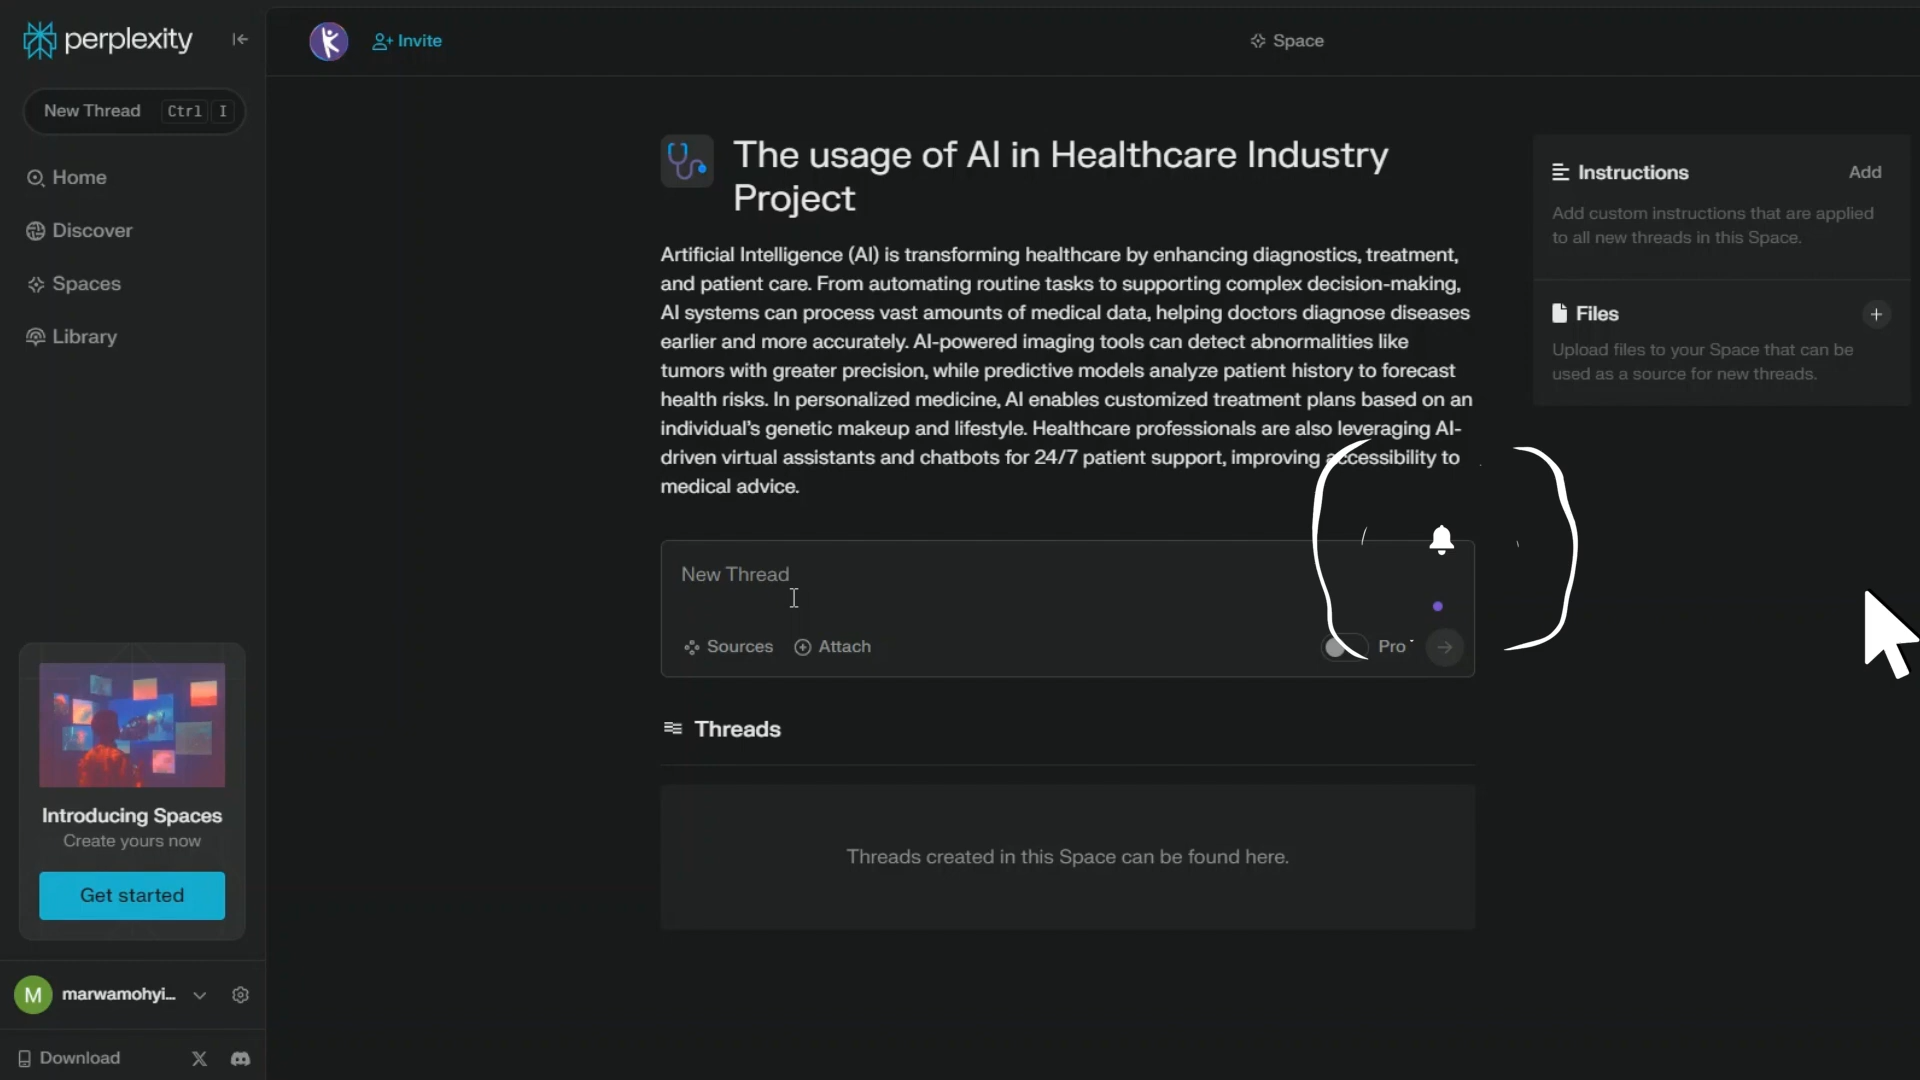 perplexity
New Thread Ctrl I
Home
Discover
Spaces
Library
Introducing Spaces
Create yours now
Get started
M marwamohyi...
Download
Invite
Space
The usage of AI in Healthcare Industry
Project
Artificial Intelligence (AI) is transforming healthcare by enhancing diagnostics, treatment,
and patient care. From automating routine tasks to supporting complex decision-making,
AI systems can process vast amounts of medical data, helping doctors diagnose diseases
earlier and more accurately. AI-powered imaging tools can detect abnormalities like
tumors with greater precision, while predictive models analyze patient history to forecast
health risks. In personalized medicine, AI enables customized treatment plans based on an
individual's genetic makeup and lifestyle. Healthcare professionals are also leveraging AI-
driven virtual assistants and chatbots for 24/7 patient support, improving accessibility to
medical advice.
New Thread
Sources Attach Pro
Threads
Threads created in this Space can be found here.
Instructions Add
Add custom instructions that are applied
to all new threads in this Space.
Files
Upload files to your Space that can be
used as a source for new threads.